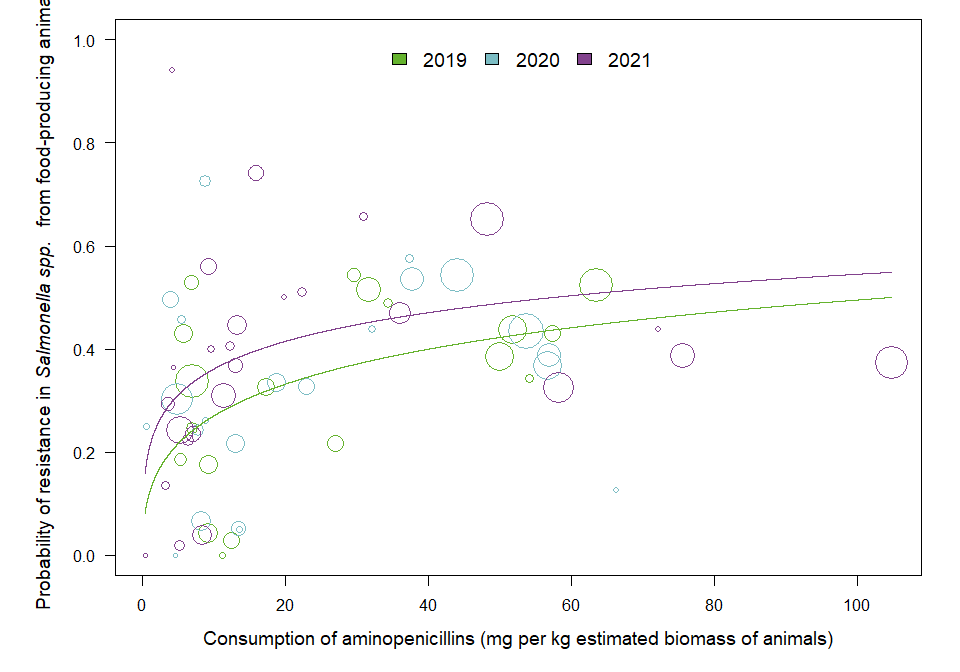 Probability of resistance in Salmonella spp. from food-producing
1.0
0.8
0.6
0.4
0.2
0.0
2019 2020 2021
0 20 40 60 80 100
Consumption of aminopenicillins (mg per kg estimated biomass of animals)